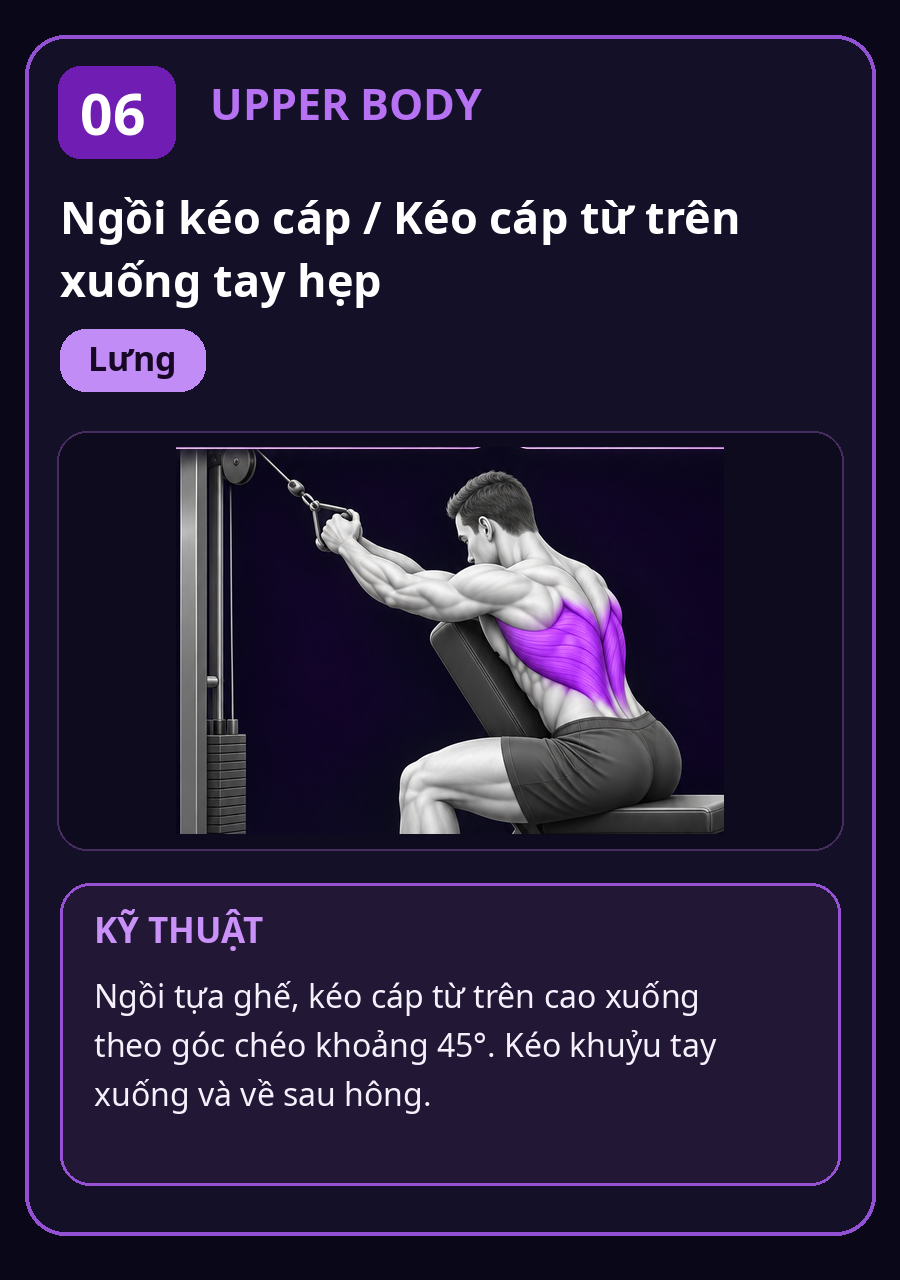 06
UPPER BODY
Ngồi kéo cáp / Kéo cáp từ trên
xuống tay hẹp
Lưng
KỸ THUẬT
Ngồi tựa ghế, kéo cáp từ trên cao xuống
theo góc chéo khoảng 45°. Kéo khuỷu tay
xuống và về sau hông.